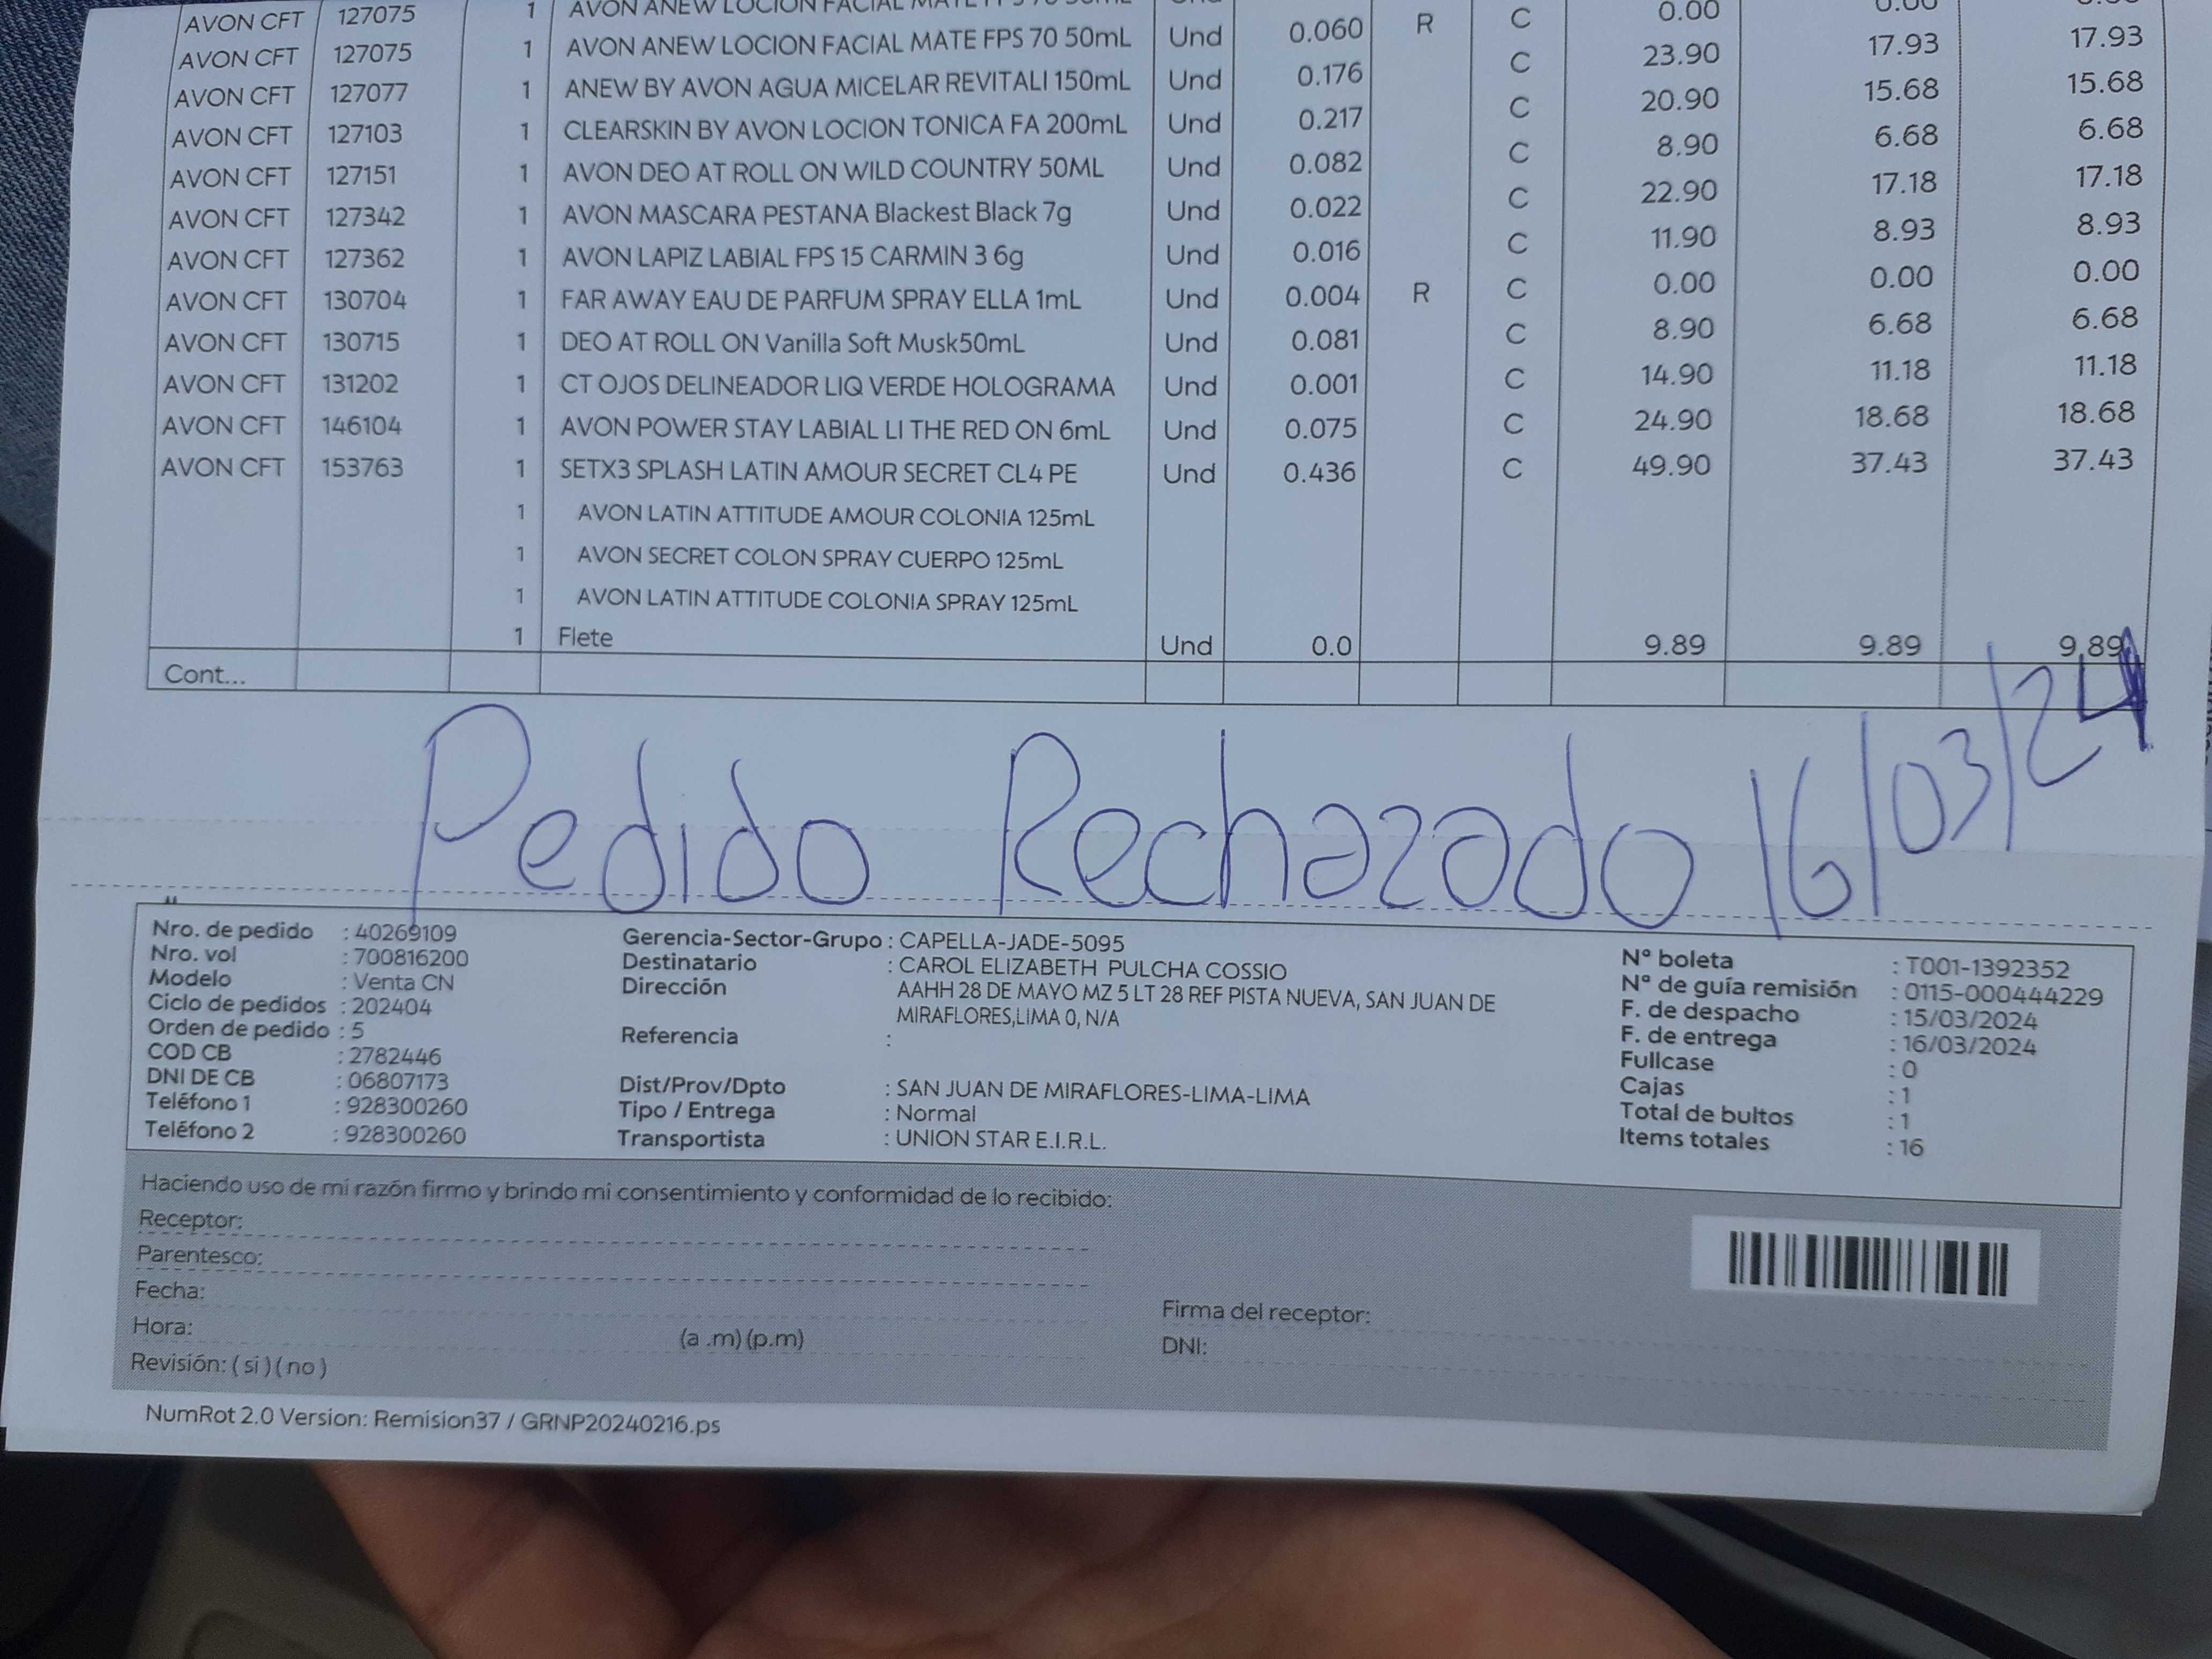 AVON CFT 127075 1 AVON ANEW LOCION FACIAL MATE FPS 70 50mL 0.00 0.00
AVON CFT 127075 1 AVON ANEW LOCION FACIAL MATE FPS 70 50mL Und 0.060 R C 23.90 17.93 17.93
AVON CFT 127077 1 ANEW BY AVON AGUA MICELAR REVITALI 150mL Und 0.176 C 20.90 15.68 15.68
AVON CFT 127103 1 CLEARSKIN BY AVON LOCION TONICA FA 200mL Und 0.217 C 8.90 6.68 6.68
AVON CFT 127151 1 AVON DEO AT ROLL ON WILD COUNTRY 50ML Und 0.082 C 22.90 17.18 17.18
AVON CFT 127342 1 AVON MASCARA PESTANA Blackest Black 7g Und 0.022 C 11.90 8.93 8.93
AVON CFT 127362 1 AVON LAPIZ LABIAL FPS 15 CARMIN 3 6g Und 0.016 C 0.00 0.00 0.00
AVON CFT 130704 1 FAR AWAY EAU DE PARFUM SPRAY ELLA 1mL Und 0.004 R C 8.90 6.68 6.68
AVON CFT 130715 1 DEO AT ROLL ON Vanilla Soft Musk50mL Und 0.081 C 14.90 11.18 11.18
AVON CFT 131202 1 CT OJOS DELINEADOR LIQ VERDE HOLOGRAMA Und 0.001 C 24.90 18.68 18.68
AVON CFT 146104 1 AVON POWER STAY LABIAL LI THE RED ON 6mL Und 0.075 C 49.90 37.43 37.43
AVON CFT 153763 1 SETX3 SPLASH LATIN AMOUR SECRET CL4 PE Und 0.436 C
1 AVON LATIN ATTITUDE AMOUR COLONIA 125mL
1 AVON SECRET COLON SPRAY CUERPO 125mL
1 AVON LATIN ATTITUDE COLONIA SPRAY 125mL
1 Flete Und 0.0 9.89 9.89 9.89
Cont...
Pedido Rechazado 16/03/24
Nro. de pedido : 40269109
Nro. vol : 700816200
Modelo : Venta CN
Ciclo de pedidos : 202404
Orden de pedido : 5
COD CB : 2782446
DNI DE CB : 06807173
Teléfono 1 : 928300260
Teléfono 2 : 928300260
Gerencia-Sector-Grupo : CAPELLA-JADE-5095
Destinatario : CAROL ELIZABETH PULCHA COSSIO
Dirección AAHH 28 DE MAYO MZ 5 LT 28 REF PISTA NUEVA, SAN JUAN DE
MIRAFLORES,LIMA 0, N/A
Referencia :
Dist/Prov/Dpto : SAN JUAN DE MIRAFLORES-LIMA-LIMA
Tipo / Entrega : Normal
Transportista : UNION STAR E.I.R.L.
N° boleta : T001-1392352
N° de guía remisión : 0115-000444229
F. de despacho : 15/03/2024
F. de entrega : 16/03/2024
Fullcase : 0
Cajas : 1
Total de bultos : 1
Items totales : 16
Haciendo uso de mi razón firmo y brindo mi consentimiento y conformidad de lo recibido:
Receptor:
Parentesco:
Fecha:
Hora: (a .m) (p.m)
Revisión: ( si ) ( no )
Firma del receptor:
DNI:
NumRot 2.0 Version: Remision37 / GRNP20240216.ps